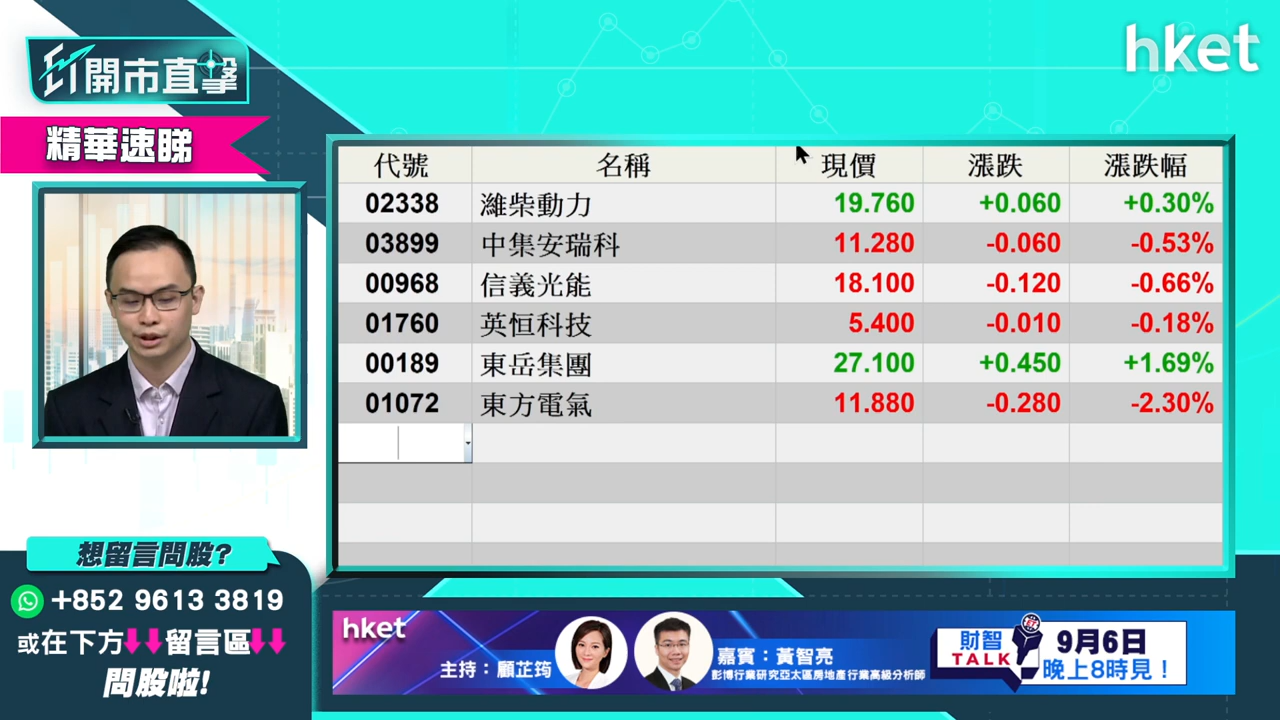 hket
ET開市直擊
精華速睇
代號 名稱 現價 漲跌 漲跌幅
02338 濰柴動力 19.760 +0.060 +0.30%
03899 中集安瑞科 11.280 -0.060 -0.53%
00968 信義光能 18.100 -0.120 -0.66%
01760 英恒科技 5.400 -0.010 -0.18%
00189 東岳集團 27.100 +0.450 +1.69%
01072 東方電氣 11.880 -0.280 -2.30%
想留言問股?
+852 9613 3819
或在下方留言區
問股啦!
hket
主持：顧芷筠
嘉賓：黃智亮
彭博行業研究亞太區房地產行業高級分析師
財智
TALK
9月6日
晚上8時見！